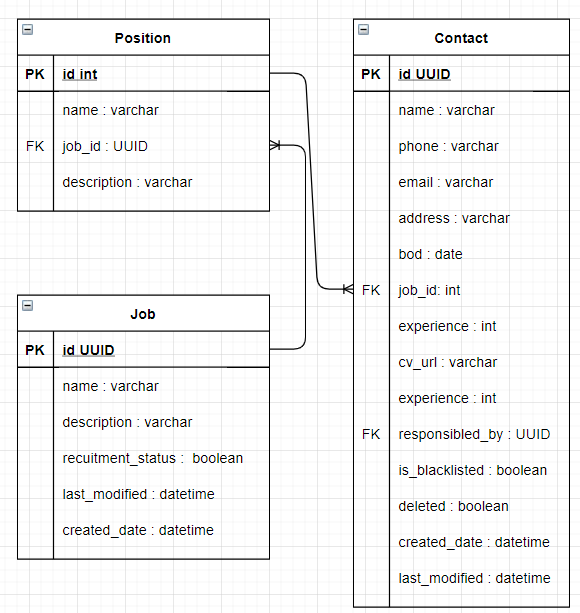 Position
PK id int
name : varchar
FK job_id : UUID
description : varchar
Job
PK id UUID
name : varchar
description : varchar
recuitment_status :  boolean
last_modified : datetime
created_date : datetime
Contact
PK id UUID
name : varchar
phone : varchar
email : varchar
address : varchar
bod : date
FK job_id: int
experience : int
cv_url : varchar
experience : int
FK responsibled_by : UUID
is_blacklisted : boolean
deleted : boolean
created_date : datetime
last_modified : datetime